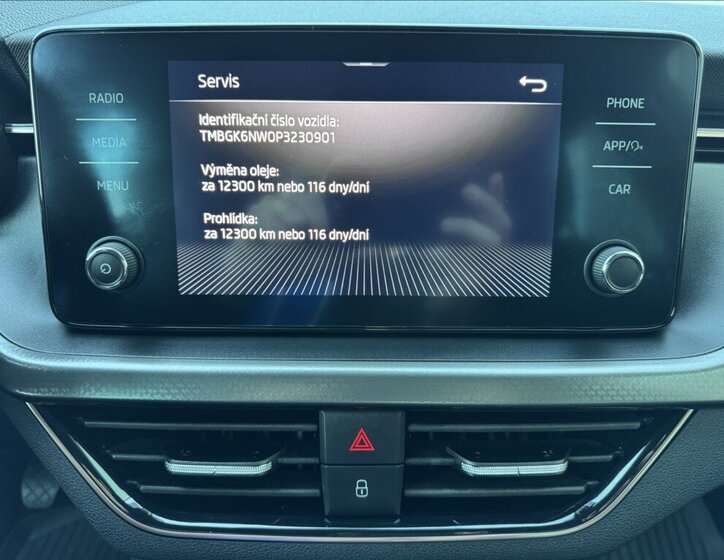 Servis
RADIO
MEDIA
MENU
Identifikační číslo vozidla:
TMBGK6NW0P3230901
Výměna oleje:
za 12300 km nebo 116 dny/dní
Prohlídka:
za 12300 km nebo 116 dny/dní
PHONE
APP/
CAR